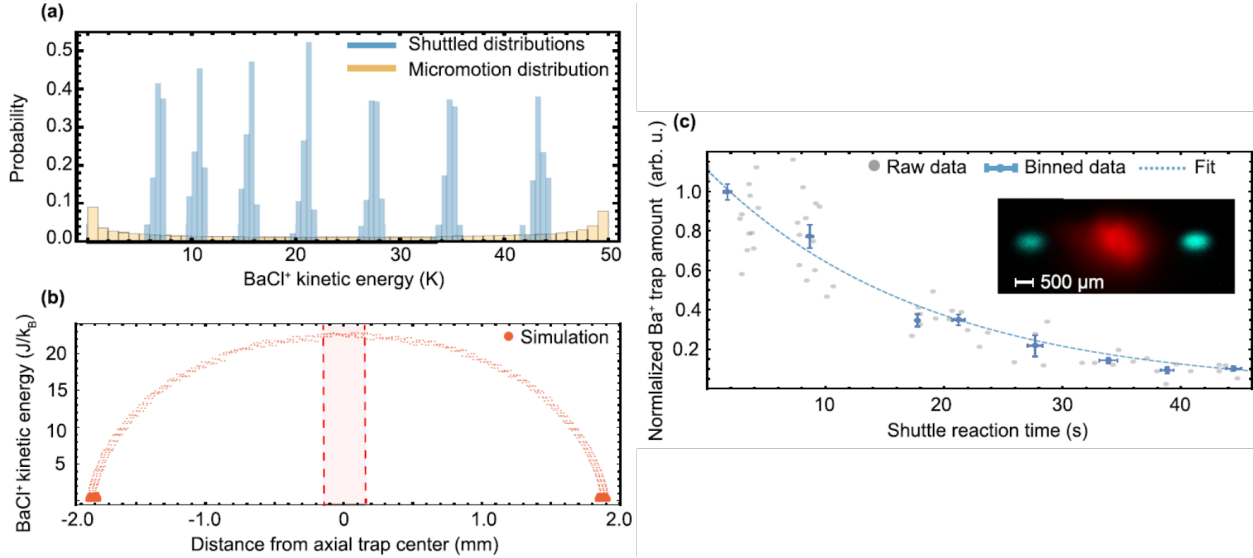 (a)
Shuttled distributions
Micromotion distribution
Probability
0.5
0.4
0.3
0.2
0.1
0.0
10
20
30
40
50
BaCl⁺ kinetic energy (K)
(b)
Simulation
BaCl⁺ kinetic energy (J/k_B)
20
15
10
5
-2.0
-1.0
0
1.0
2.0
Distance from axial trap center (mm)
(c)
Raw data
Binned data
Fit
Normlalized Ba⁺ trap amount (arb. u.)
1.0
0.8
0.6
0.4
0.2
500 μm
10
20
30
40
Shuttle reaction time (s)